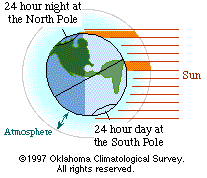 24 hour night at
the North Pole
Sun
Atmosphere
24 hour day at
the South Pole
©1997 Oklahoma Climatological Survey.
All rights reserved.